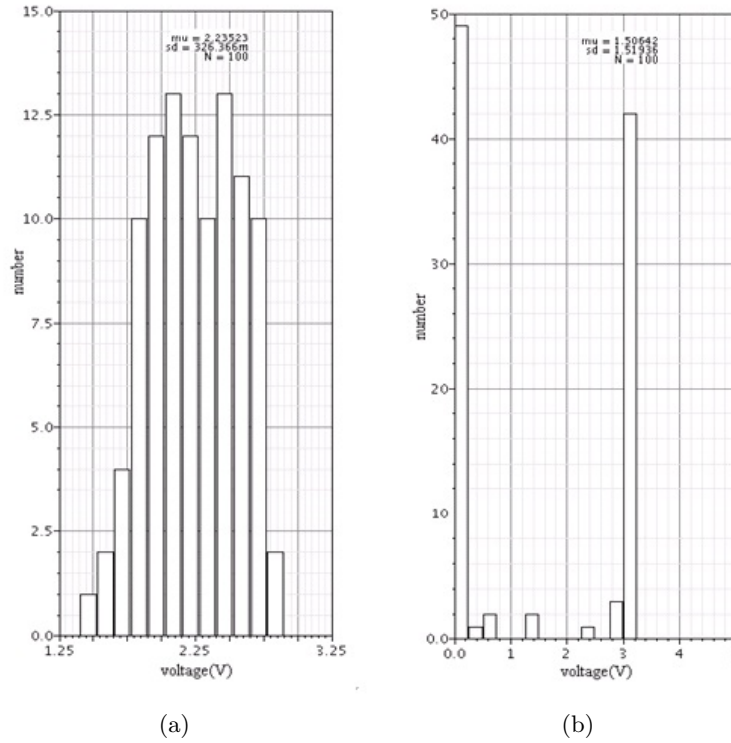 15.0
mu = 2.23523
sd = 326.366m
N = 100
12.5
10.0
number
7.5
5.0
2.5
0.0
1.25
2.25
3.25
voltage(V)
(a)
50
mu = 1.50642
sd = 1.51936
N = 100
40
30
number
20
10
0.0
0.0
1
2
3
4
voltage(V)
(b)